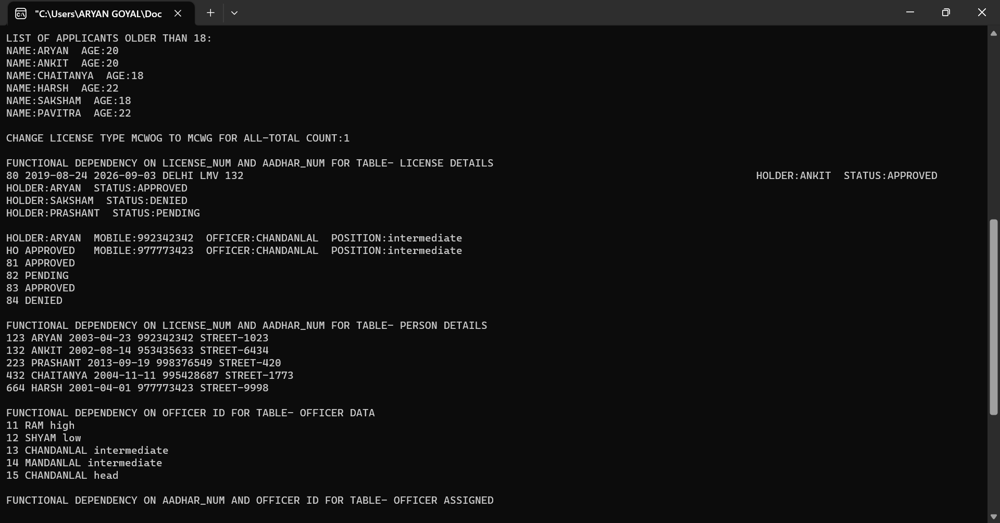 "C:\Users\ARYAN GOYAL\Doc
LIST OF APPLICANTS OLDER THAN 18:
NAME:ARYAN  AGE:20
NAME:ANKIT  AGE:20
NAME:CHAITANYA  AGE:18
NAME:HARSH  AGE:22
NAME:SAKSHAM  AGE:18
NAME:PAVITRA  AGE:22
CHANGE LICENSE TYPE MCWOG TO MCWG FOR ALL-TOTAL COUNT:1
FUNCTIONAL DEPENDENCY ON LICENSE_NUM AND AADHAR_NUM FOR TABLE- LICENSE DETAILS
80 2019-08-24 2026-09-03 DELHI LMV 132 HOLDER:ANKIT  STATUS:APPROVED
HOLDER:ARYAN  STATUS:APPROVED
HOLDER:SAKSHAM  STATUS:DENIED
HOLDER:PRASHANT  STATUS:PENDING
HOLDER:ARYAN  MOBILE:992342342  OFFICER:CHANDANLAL  POSITION:intermediate
HO APPROVED   MOBILE:977773423  OFFICER:CHANDANLAL  POSITION:intermediate
81 APPROVED
82 PENDING
83 APPROVED
84 DENIED
FUNCTIONAL DEPENDENCY ON LICENSE_NUM AND AADHAR_NUM FOR TABLE- PERSON DETAILS
123 ARYAN 2003-04-23 992342342 STREET-1023
132 ANKIT 2002-08-14 953435633 STREET-6434
223 PRASHANT 2013-09-19 998376549 STREET-420
432 CHAITANYA 2004-11-11 995428687 STREET-1773
664 HARSH 2001-04-01 977773423 STREET-9998
FUNCTIONAL DEPENDENCY ON OFFICER ID FOR TABLE- OFFICER DATA
11 RAM high
12 SHYAM low
13 CHANDANLAL intermediate
14 MANDANLAL intermediate
15 CHANDANLAL head
FUNCTIONAL DEPENDENCY ON AADHAR_NUM AND OFFICER ID FOR TABLE- OFFICER ASSIGNED